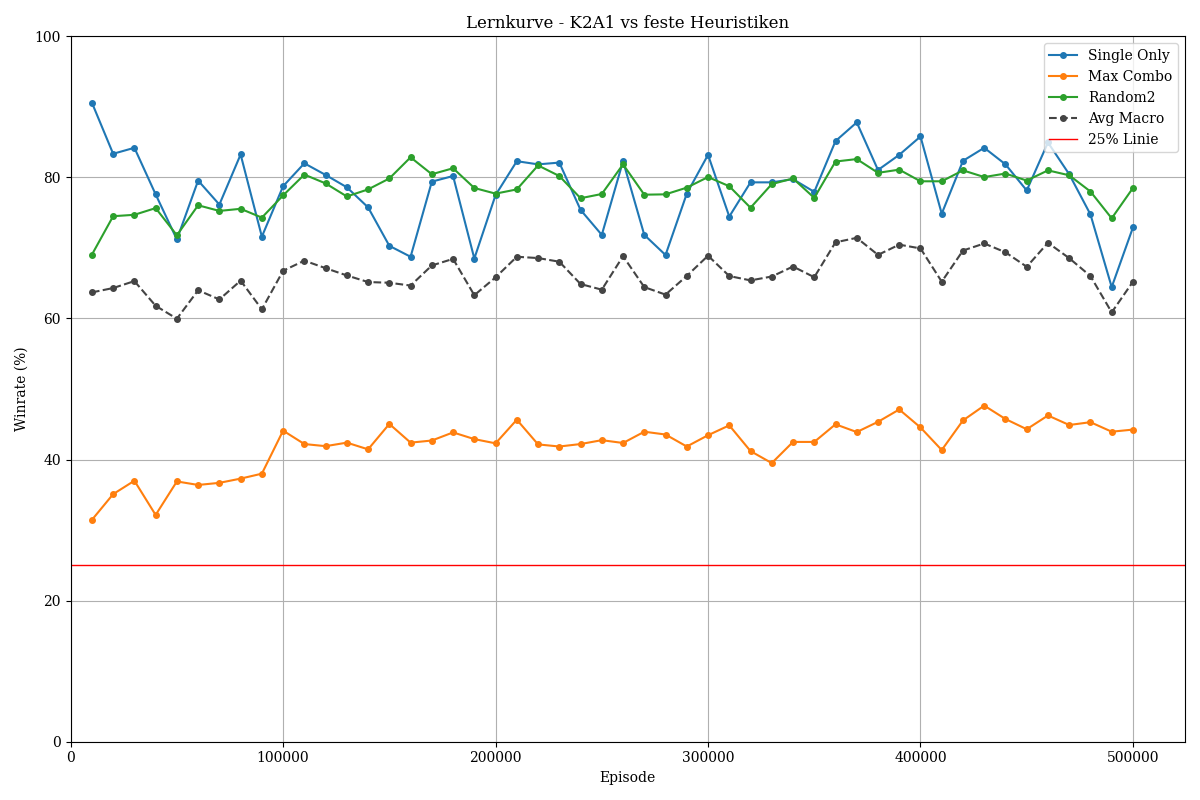 Lernkurve - K2A1 vs feste Heuristiken
Single Only
Max Combo
Random2
Avg Macro
25% Linie
Winrate (%)
100
80
60
40
20
0
0 100000 200000 300000 400000 500000
Episode